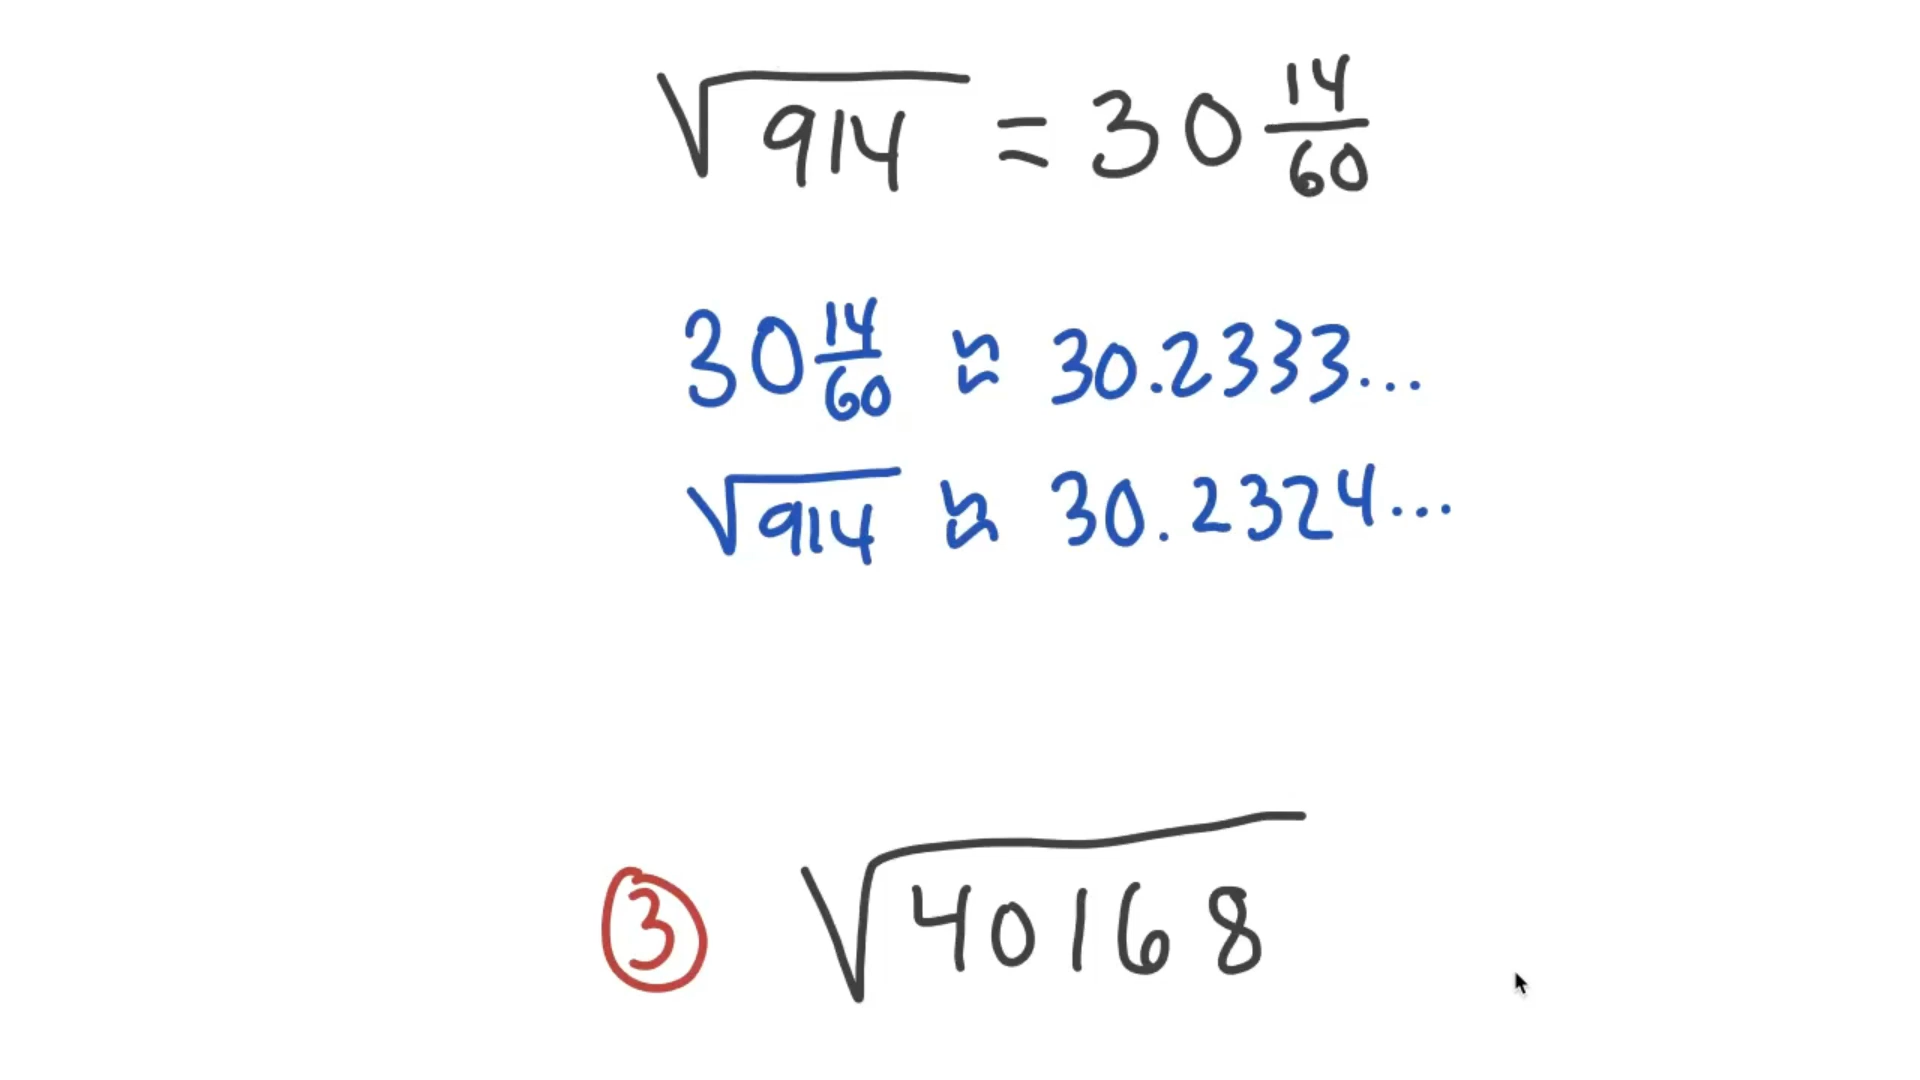 √914 = 30 14/60
30 14/60 ≈ 30.2333...
√914 ≈ 30.2324...
③ √40168